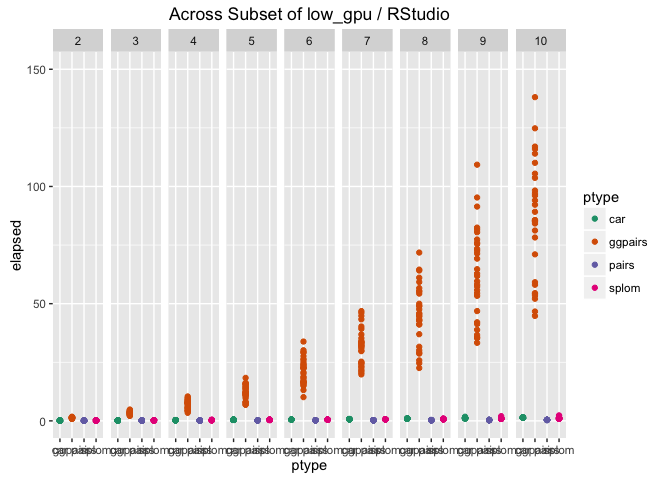 Across Subset of low_gpu / RStudio
2 3 4 5 6 7 8 9 10
150
100
50
0
elapsed
ptype
ptype
car
ggpairs
pairs
splom